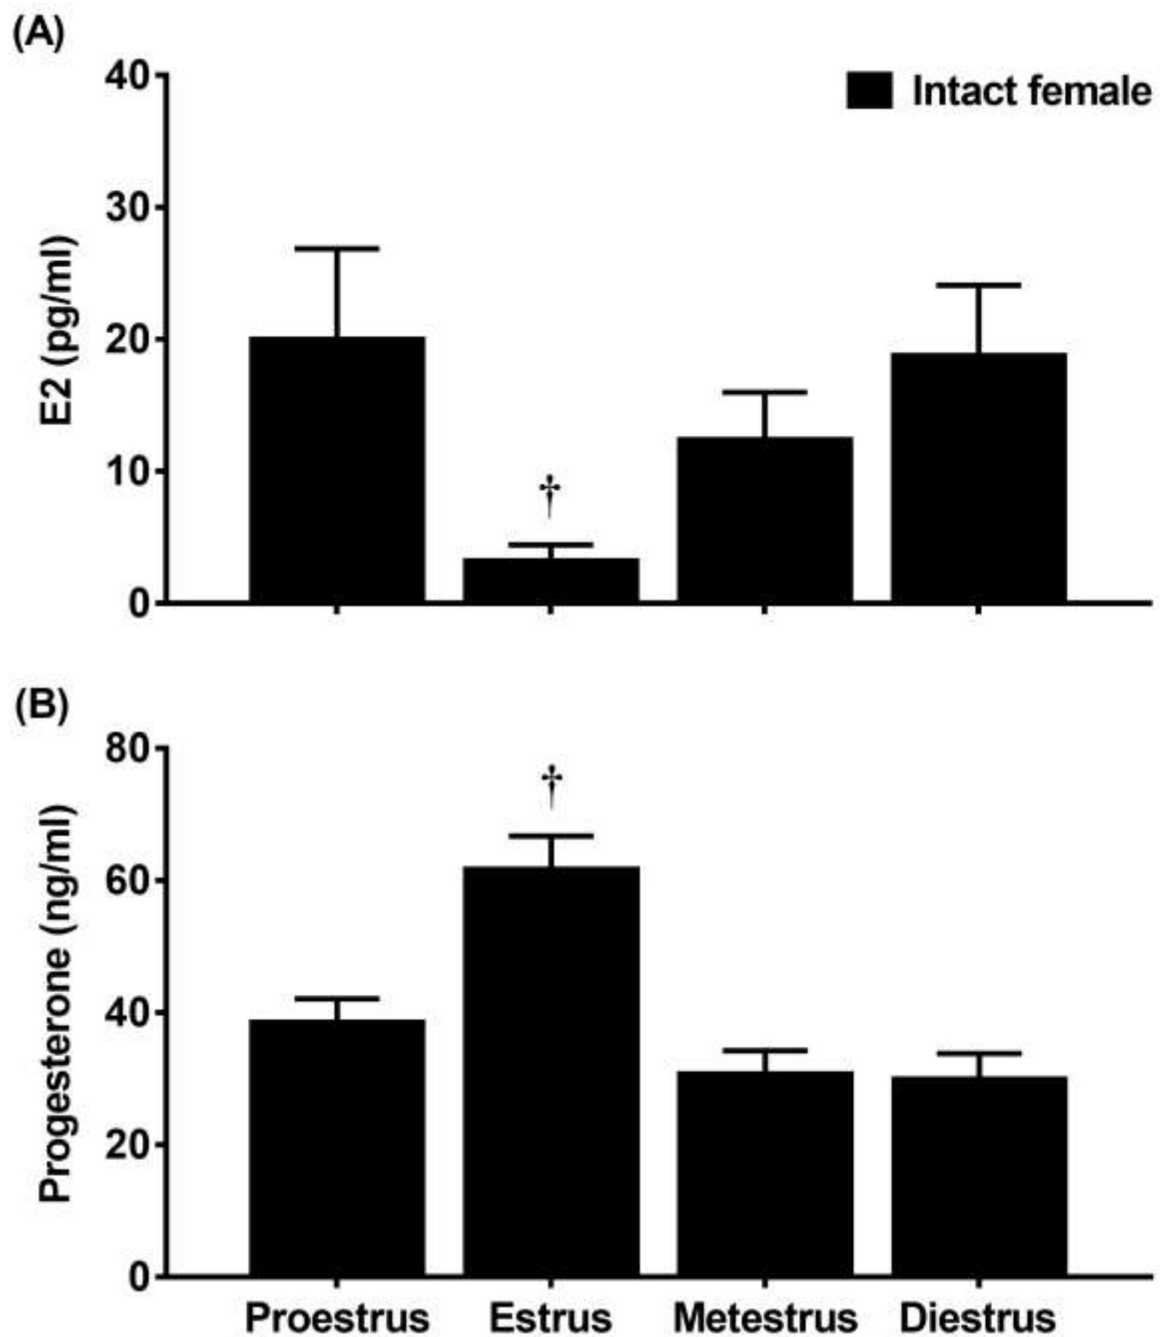 (A)
40
Intact female
30
E2 (pg/ml)
20
10
†
0
(B)
80
†
60
Progesterone (ng/ml)
40
20
0
Proestrus Estrus Metestrus Diestrus